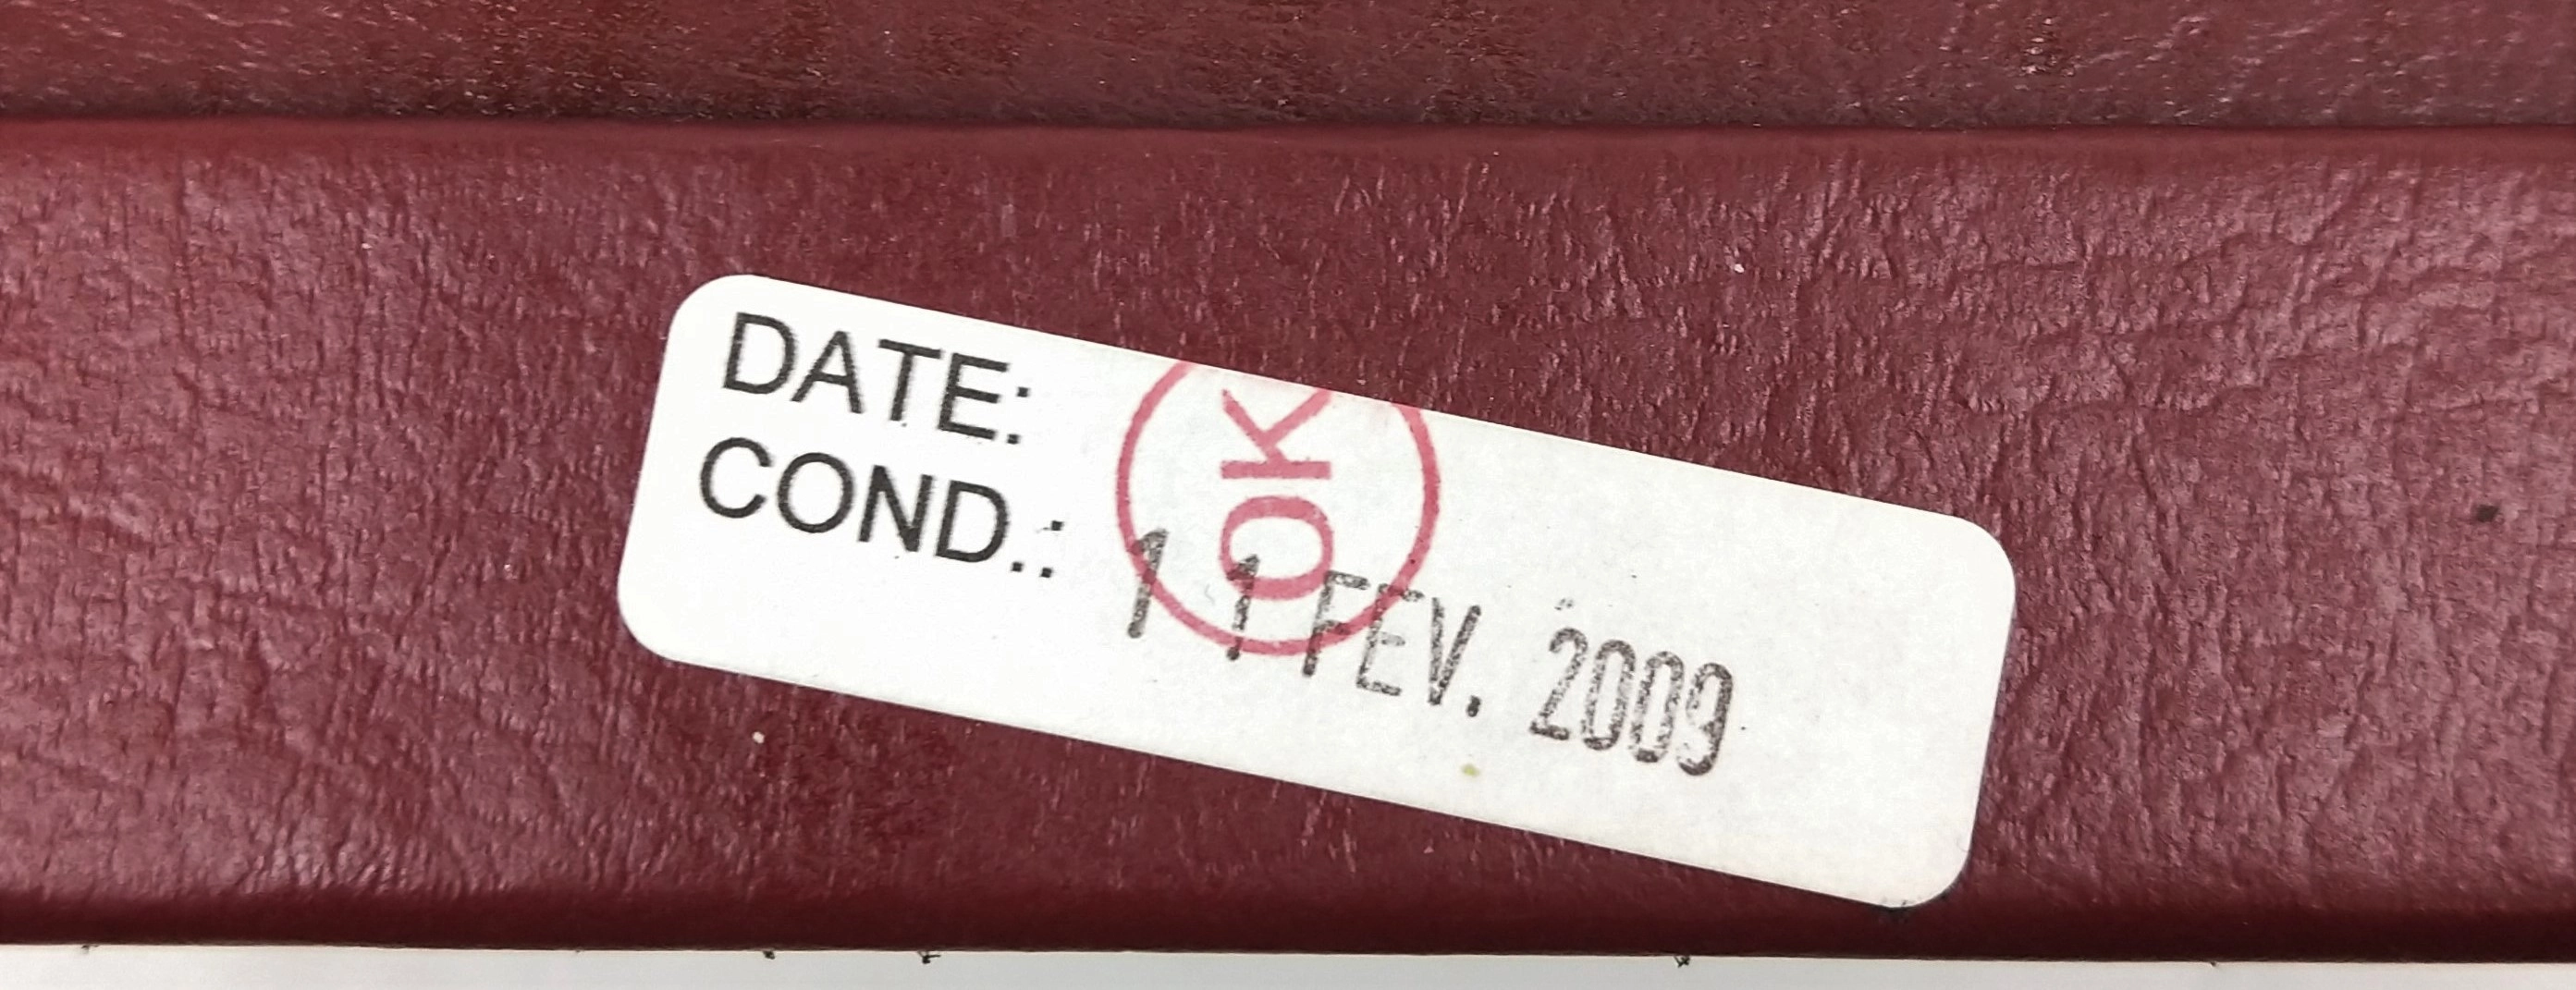 DATE:
OK
COND.:
11 FEV. 2009